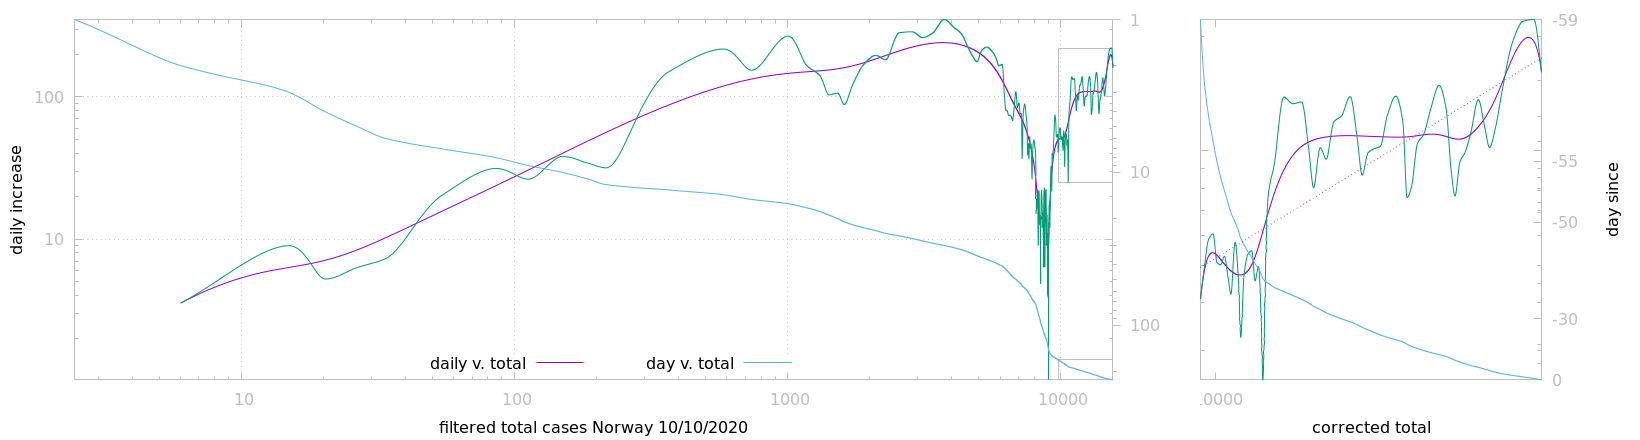 daily increase
100
10
daily v. total
day v. total
10
100
1000
10000
filtered total cases Norway 10/10/2020
1
10
100
.0000
corrected total
-59
-55
-50
-30
0
day since